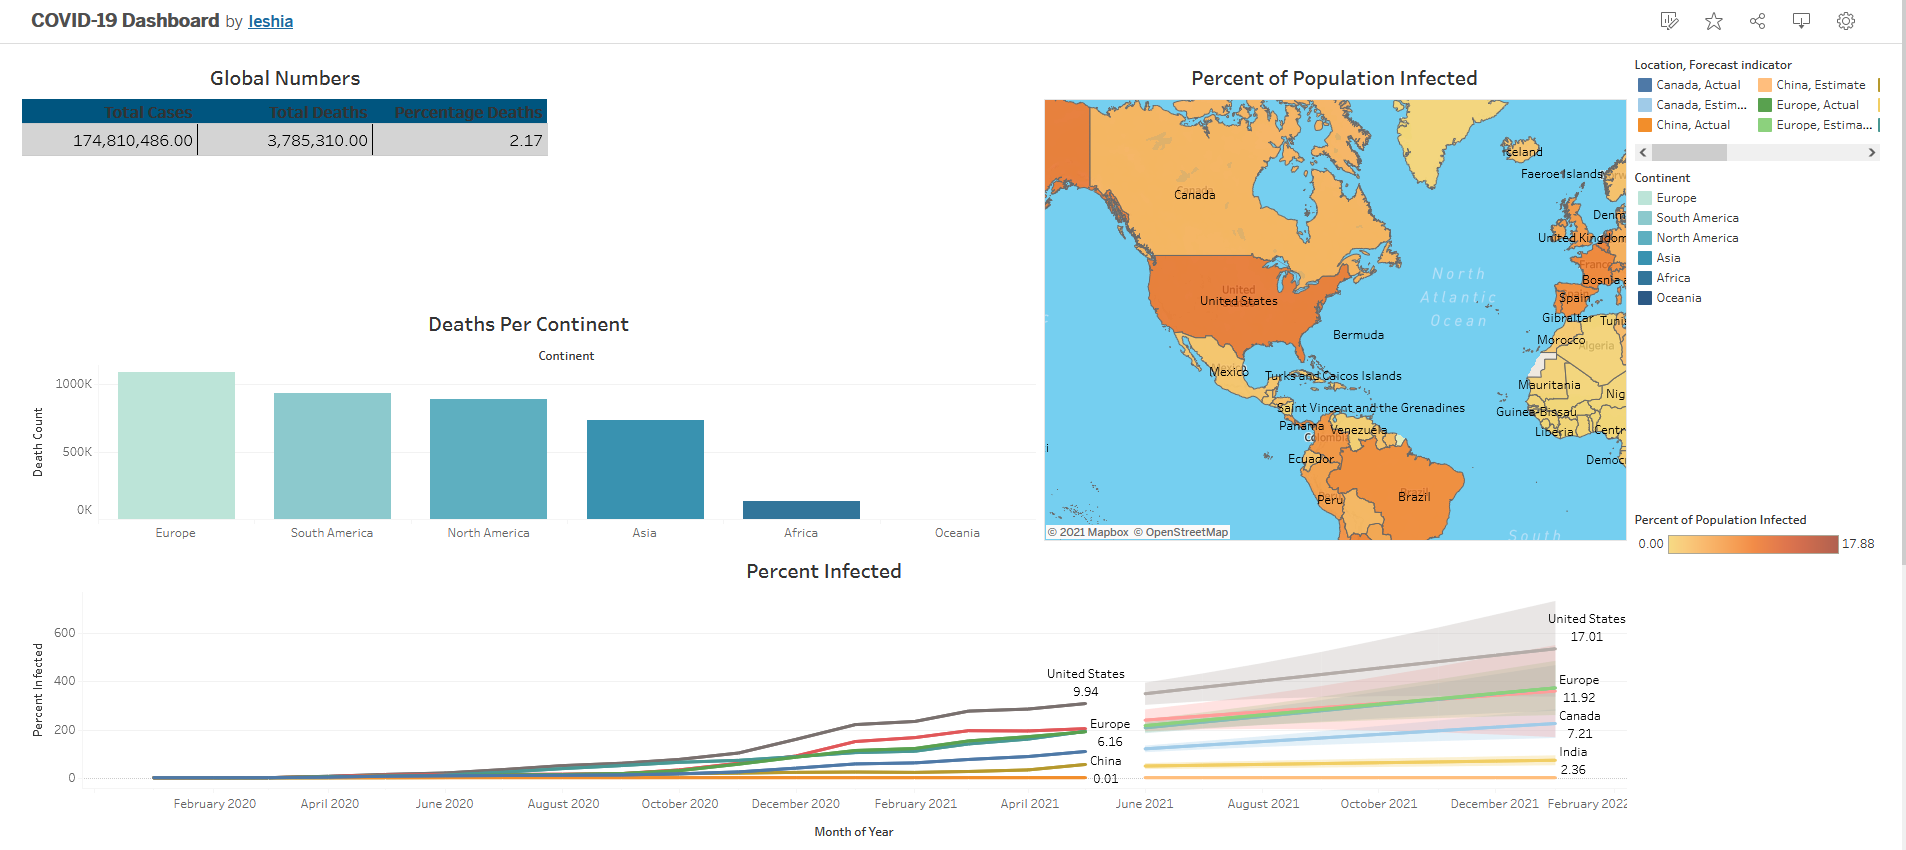 COVID-19 Dashboard by Ieshia
Global Numbers
Total Cases Total Deaths Percentage Deaths
174,810,486.00 3,785,310.00 2.17
Deaths Per Continent
Continent
Death Count
1000K
500K
0K
Europe South America North America Asia Africa Oceania
Percent of Population Infected
Iceland
Faeroe Islands
Canada
Denm
United Kingdom
France
Bosnia a
North
Atlantic
Ocean
United
United States
Spain
Gibraltar Tuni
Bermuda
Morocco
Algeria
Mexico
Turks and Caicos Islands
Mauritania
Nig
Saint Vincent and the Grenadines
Guinea-Bissau
Panama Venezuela
Colombia
Liberia Centr
Ecuador
Democ
Peru
Brazil
South
© 2021 Mapbox © OpenStreetMap
Location, Forecast indicator
Canada, Actual China, Estimate
Canada, Estim... Europe, Actual
China, Actual Europe, Estima...
Continent
Europe
South America
North America
Asia
Africa
Oceania
Percent of Population Infected
0.00 17.88
Percent Infected
Percent Infected
600
400
200
0
United States
9.94
Europe
6.16
China
0.01
United States
17.01
Europe
11.92
Canada
7.21
India
2.36
February 2020 April 2020 June 2020 August 2020 October 2020 December 2020 February 2021 April 2021 June 2021 August 2021 October 2021 December 2021 February 2022
Month of Year